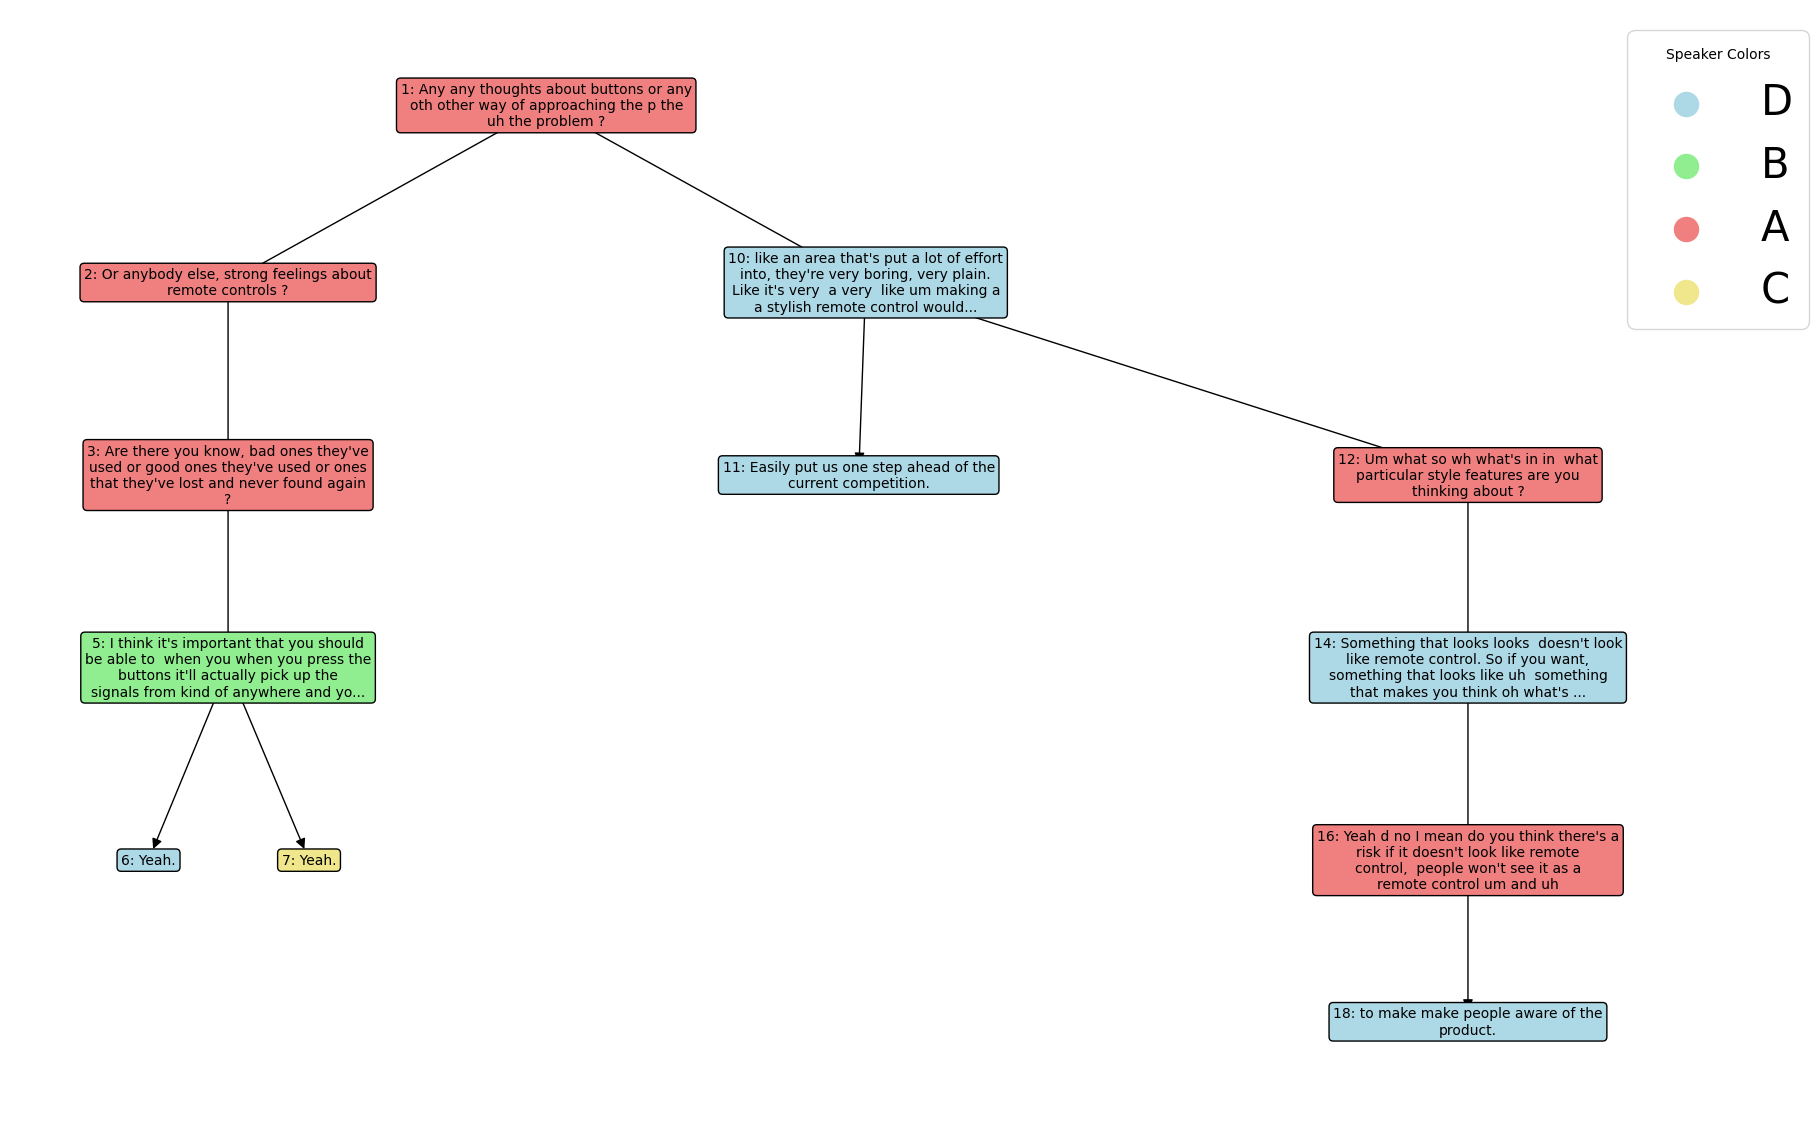 Speaker Colors
D
B
A
C
1: Any any thoughts about buttons or any
oth other way of approaching the p the
uh the problem ?
2: Or anybody else, strong feelings about
remote controls ?
10: like an area that's put a lot of effort
into, they're very boring, very plain.
Like it's very  a very  like um making a
a stylish remote control would...
3: Are there you know, bad ones they've
used or good ones they've used or ones
that they've lost and never found again
?
11: Easily put us one step ahead of the
current competition.
12: Um what so wh what's in in  what
particular style features are you
thinking about ?
5: I think it's important that you should
be able to  when you when you press the
buttons it'll actually pick up the
signals from kind of anywhere and yo...
14: Something that looks looks  doesn't look
like remote control. So if you want,
something that looks like uh  something
that makes you think oh what's ...
6: Yeah.
7: Yeah.
16: Yeah d no I mean do you think there's a
risk if it doesn't look like remote
control,  people won't see it as a
remote control um and uh
18: to make make people aware of the
product.